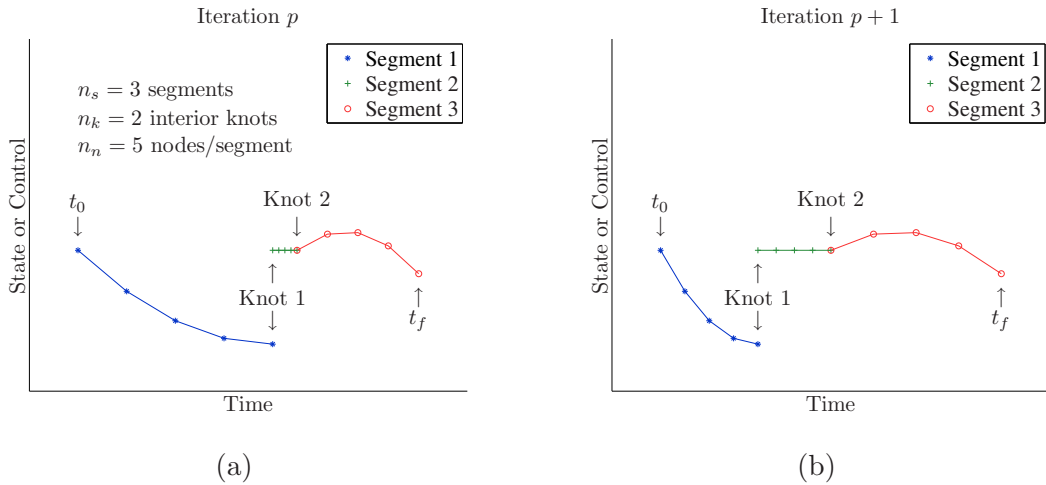 Iteration $p$
Segment 1
Segment 2
Segment 3
$n_s = 3$ segments
$n_k = 2$ interior knots
$n_n = 5$ nodes/segment
State or Control
$t_0$
Knot 2
Knot 1
$t_f$
Time
(a)
Iteration $p + 1$
Segment 1
Segment 2
Segment 3
State or Control
$t_0$
Knot 2
Knot 1
$t_f$
Time
(b)